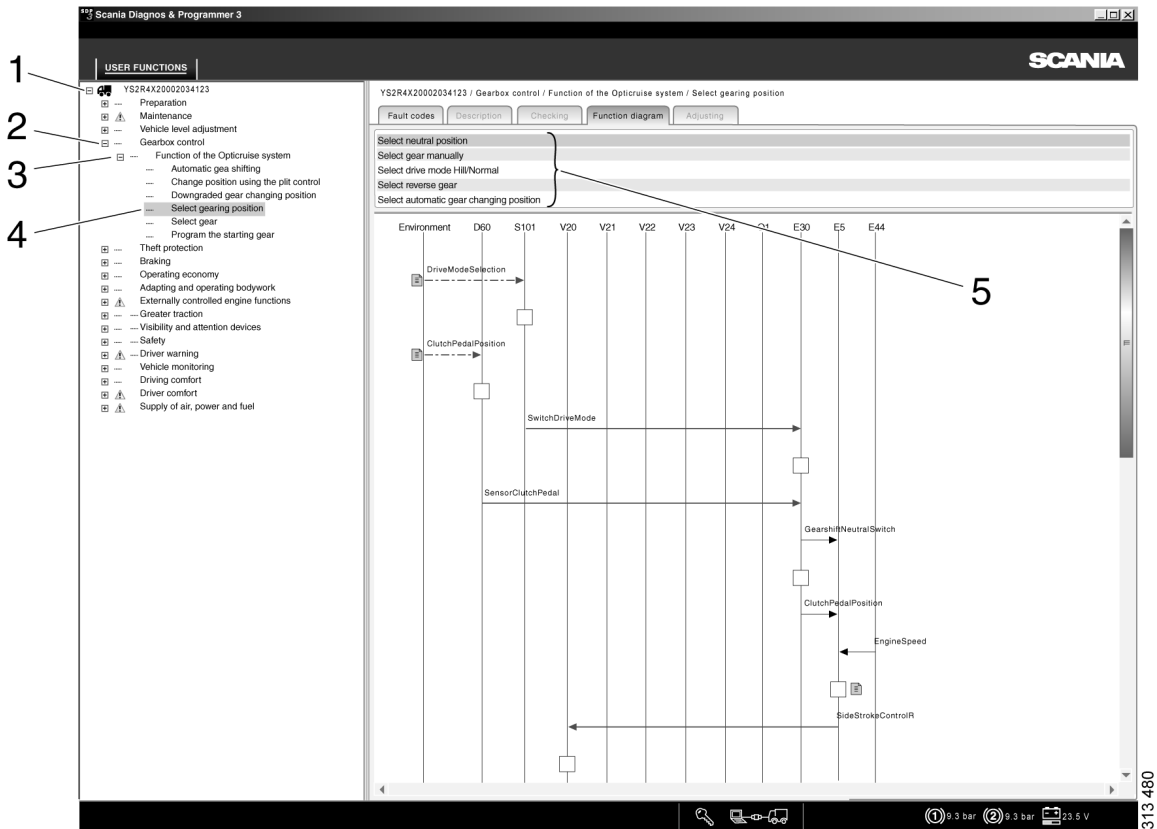 SDP 3 Scania Diagnos & Programmer 3
USER FUNCTIONS
SCANIA
1
2
3
4
YS2R4X20002034123
Preparation
Maintenance
Vehicle level adjustment
Gearbox control
Function of the Opticruise system
Automatic gea shifting
Change position using the plit control
Downgraded gear changing position
Select gearing position
Select gear
Program the starting gear
Theft protection
Braking
Operating economy
Adapting and operating bodywork
Externally controlled engine functions
Greater traction
Visibility and attention devices
Safety
Driver warning
Vehicle monitoring
Driving comfort
Driver comfort
Supply of air, power and fuel
YS2R4X20002034123 / Gearbox control / Function of the Opticruise system / Select gearing position
Fault codes Description Checking Function diagram Adjusting
Select neutral position
Select gear manually
Select drive mode Hill/Normal
Select reverse gear
Select automatic gear changing position
5
Environment D60 S101 V20 V21 V22 V23 V24 E30 E5 E44
DriveModeSelection
ClutchPedalPosition
SwitchDriveMode
SensorClutchPedal
GearshiftNeutralSwitch
ClutchPedalPosition
EngineSpeed
SideStrokeControlR
(1) 9.3 bar (2) 9.3 bar 23.5 V
313 480